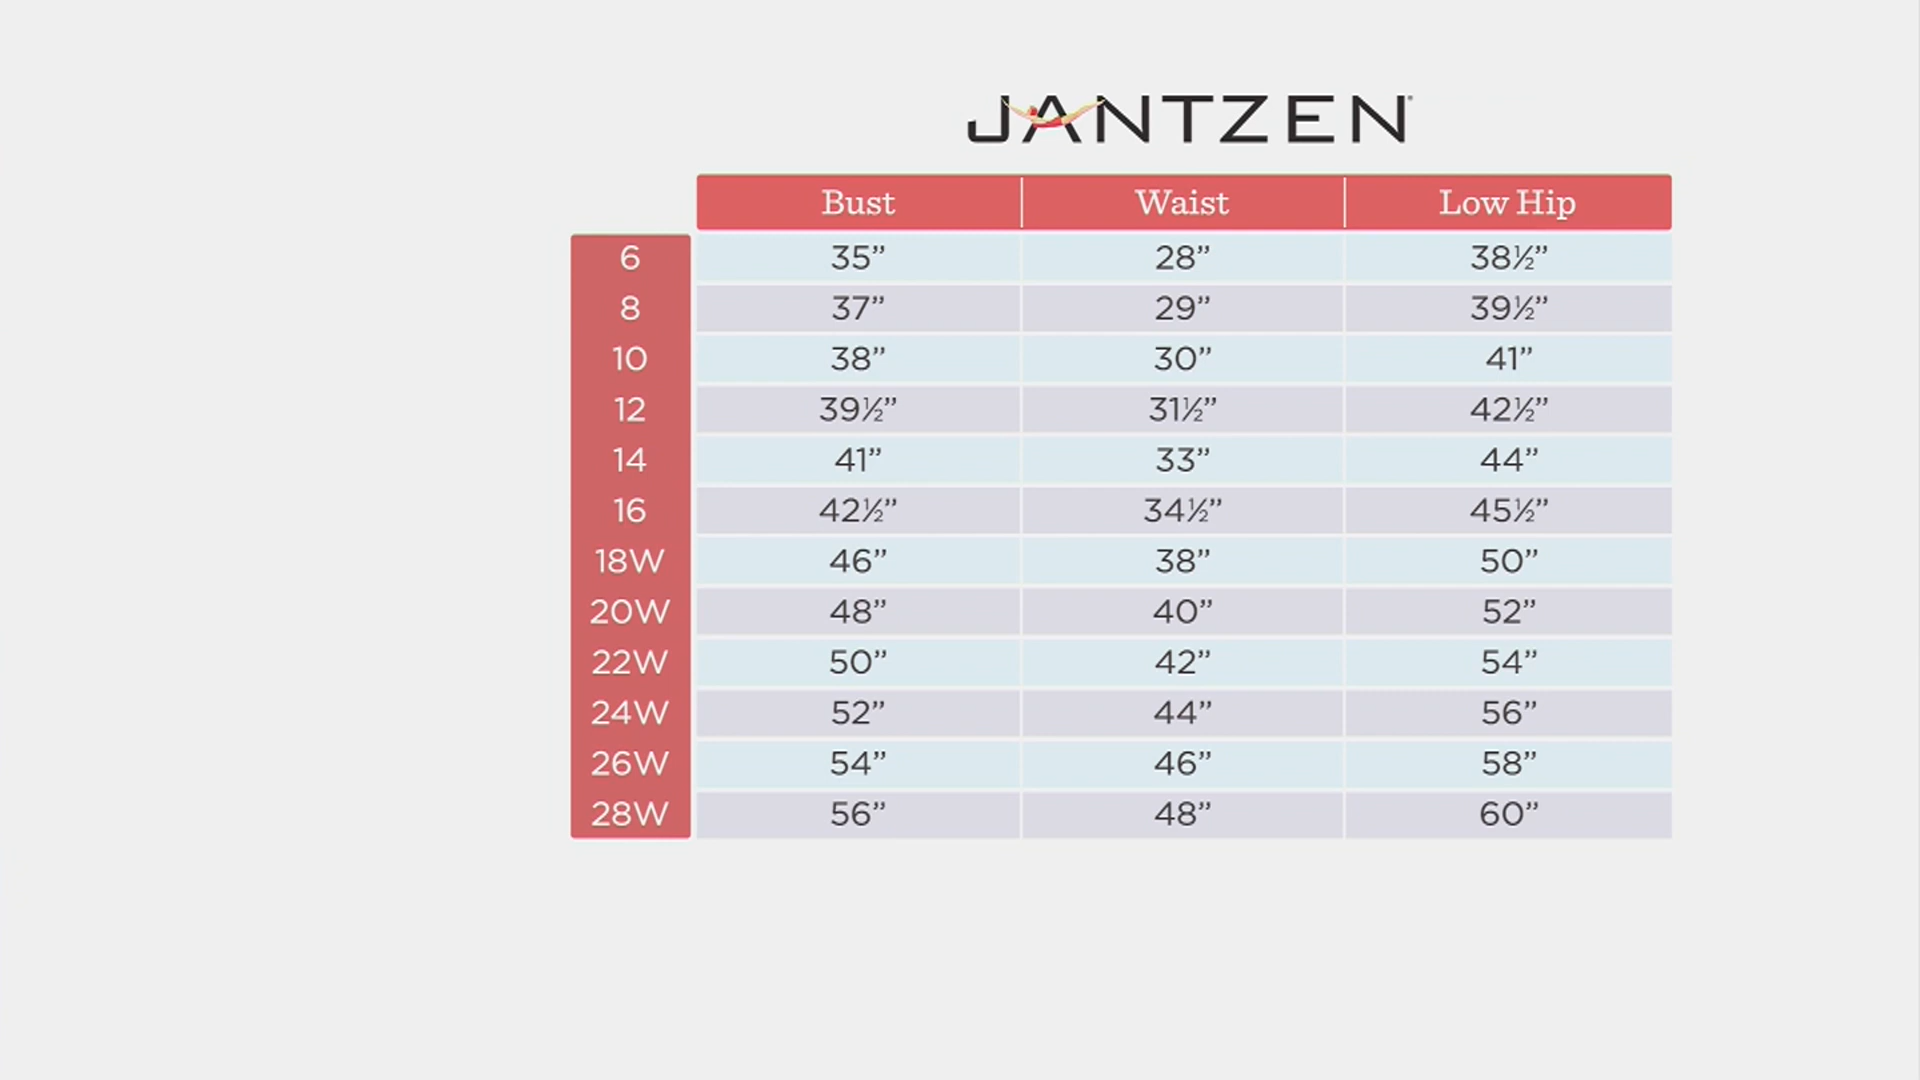 JANTZEN
Bust Waist Low Hip
6 35” 28” 38½”
8 37” 29” 39½”
10 38” 30” 41”
12 39½” 31½” 42½”
14 41” 33” 44”
16 42½” 34½” 45½”
18W 46” 38” 50”
20W 48” 40” 52”
22W 50” 42” 54”
24W 52” 44” 56”
26W 54” 46” 58”
28W 56” 48” 60”